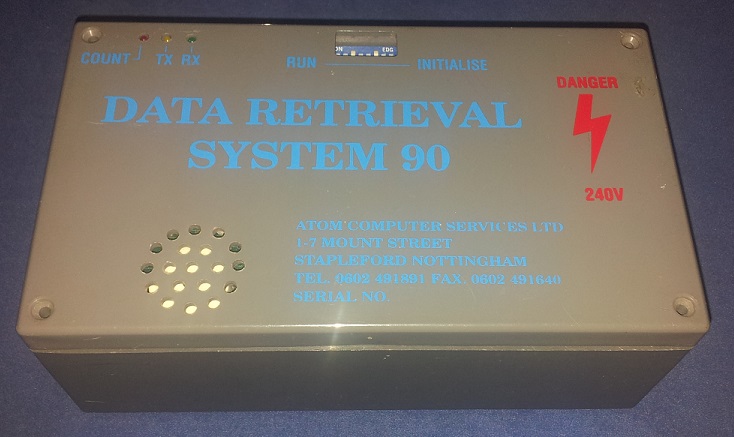 COUNT TX RX
ON EDG
RUN INITIALISE
DANGER
DATA RETRIEVAL
SYSTEM 90
240V
ATOM COMPUTER SERVICES LTD
1-7 MOUNT STREET
STAPLEFORD NOTTINGHAM
TEL. 0602 491891 FAX. 0602 491640
SERIAL NO.